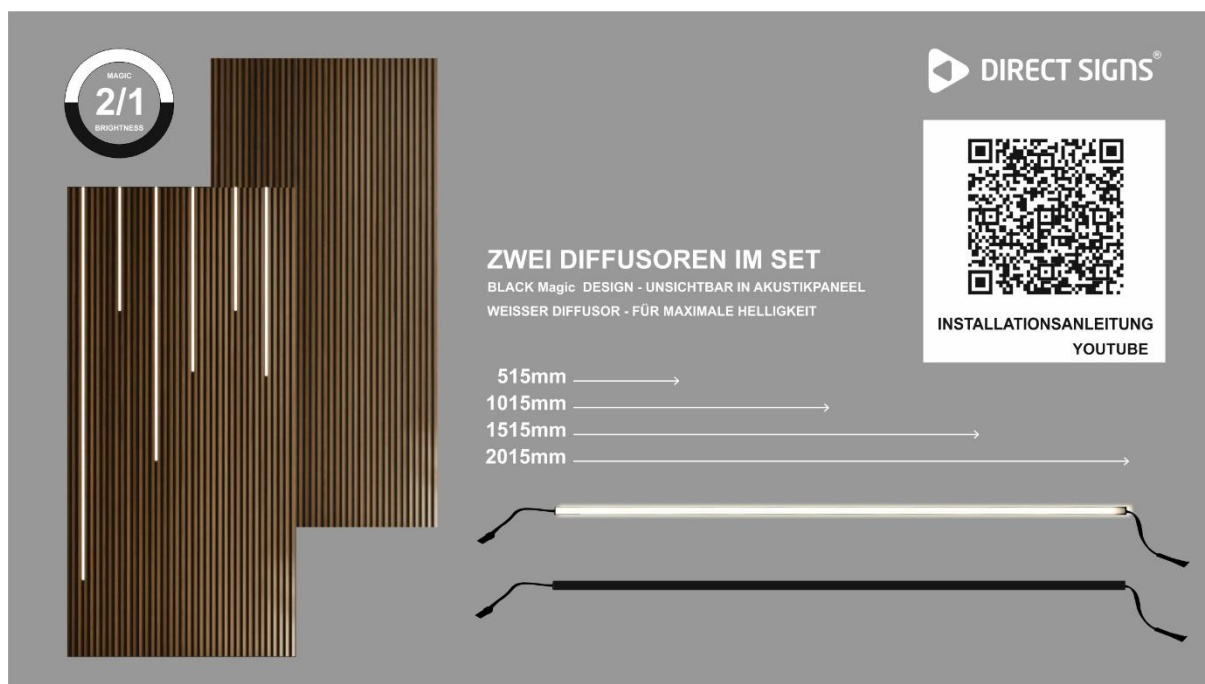 MAGIC
2/1
BRIGHTNESS
DIRECT SIGNS®
ZWEI DIFFUSOREN IM SET
BLACK Magic DESIGN - UNSICHTBAR IN AKUSTIKPANEEL
WEISSER DIFFUSOR - FÜR MAXIMALE HELLIGKEIT
INSTALLATIONSANLEITUNG
YOUTUBE
515mm
1015mm
1515mm
2015mm